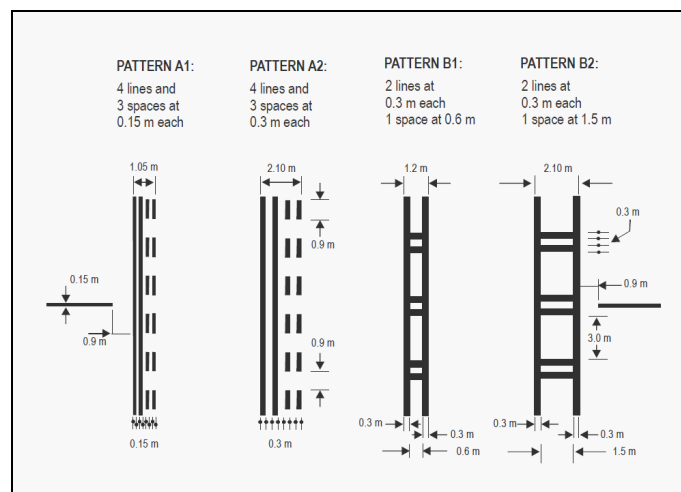 PATTERN A1:
4 lines and
3 spaces at
0.15 m each
PATTERN A2:
4 lines and
3 spaces at
0.3 m each
PATTERN B1:
2 lines at
0.3 m each
1 space at 0.6 m
PATTERN B2:
2 lines at
0.3 m each
1 space at 1.5 m
1.05 m
2.10 m
1.2 m
2.10 m
0.3 m
0.9 m
0.15 m
0.9 m
0.9 m
0.9 m
3.0 m
0.15 m
0.3 m
0.3 m
0.3 m
0.6 m
0.3 m
0.3 m
1.5 m